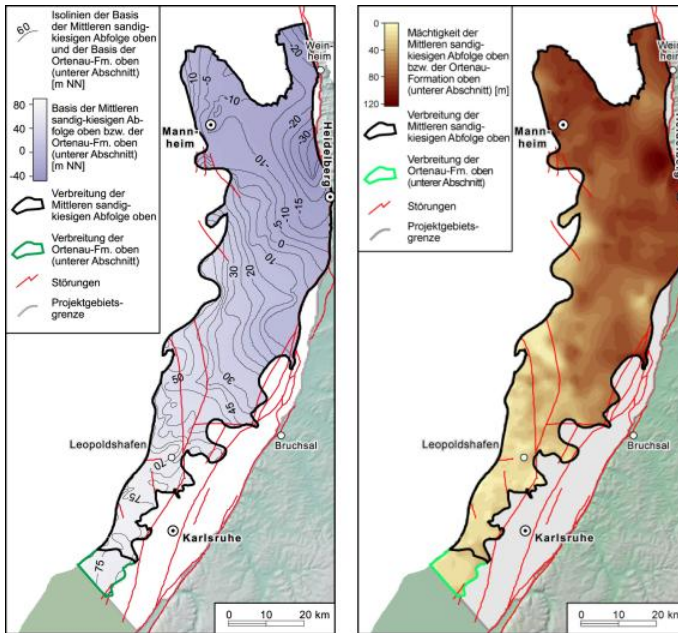 60
Isolinien der Basis
der Mittleren sandig-
kiesigen Abfolge oben
und der Basis der
Ortenau-Fm. oben
(unterer Abschnitt)
[m NN]
80
40
0
-40
Basis der Mittleren
sandig-kiesigen Ab-
folge oben bzw. der
Ortenau-Fm. oben
(unterer Abschnitt)
[m NN]
Verbreitung der
Mittleren sandig-
kiesigen Abfolge oben
Verbreitung der
Ortenau-Fm. oben
(unterer Abschnitt)
Störungen
Projektgebiets-
grenze
-20
Wein-
heim
-10
-5
-10
-20
-30
Mann-
heim
Heidelberg
-10
-15
-10
-5
0
10
20
30
50
30
45
Leopoldshafen
Bruchsal
70
75
Karlsruhe
75
0 10 20 km
0
40
80
120
Mächtigkeit der
Mittleren sandig-
kiesigen Abfolge oben
bzw. der Ortenau-
Formation oben
(unterer Abschnitt) [m]
Verbreitung der
Mittleren sandig-
kiesigen Abfolge oben
Verbreitung der
Ortenau-Fm. oben
(unterer Abschnitt)
Störungen
Projektgebiets-
grenze
Wein-
heim
Mann-
heim
Heidelberg
Leopoldshafen
Bruchsal
Karlsruhe
0 10 20 km